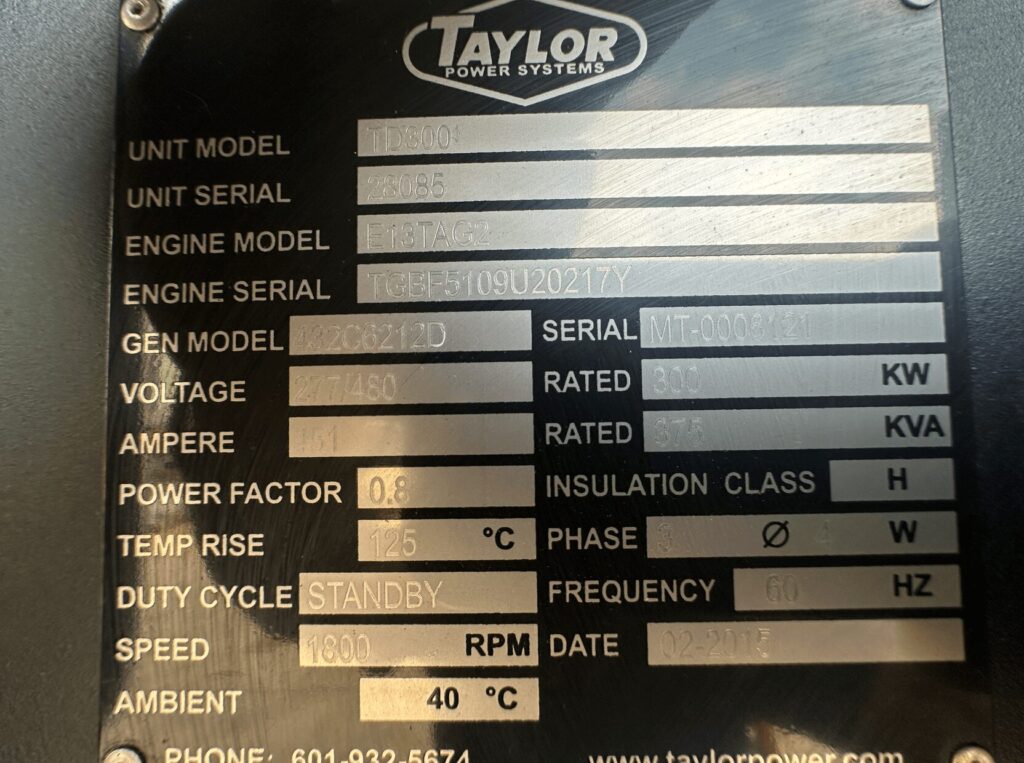 TAYLOR
POWER SYSTEMS
UNIT MODEL TD300
UNIT SERIAL 28085
ENGINE MODEL E13TAG2
ENGINE SERIAL TGBF5109U20217Y
GEN MODEL 432C6212D SERIAL
VOLTAGE 277/480 RATED 300 KW
AMPERE 451 RATED 375 KVA
POWER FACTOR 0.8 INSULATION CLASS H
TEMP RISE 125 °C PHASE 3 Ø 4 W
DUTY CYCLE STANDBY FREQUENCY 60 HZ
SPEED 1800 RPM DATE 02-2015
AMBIENT 40 °C
PHONE: 601-932-5674 www.taylorpower.com